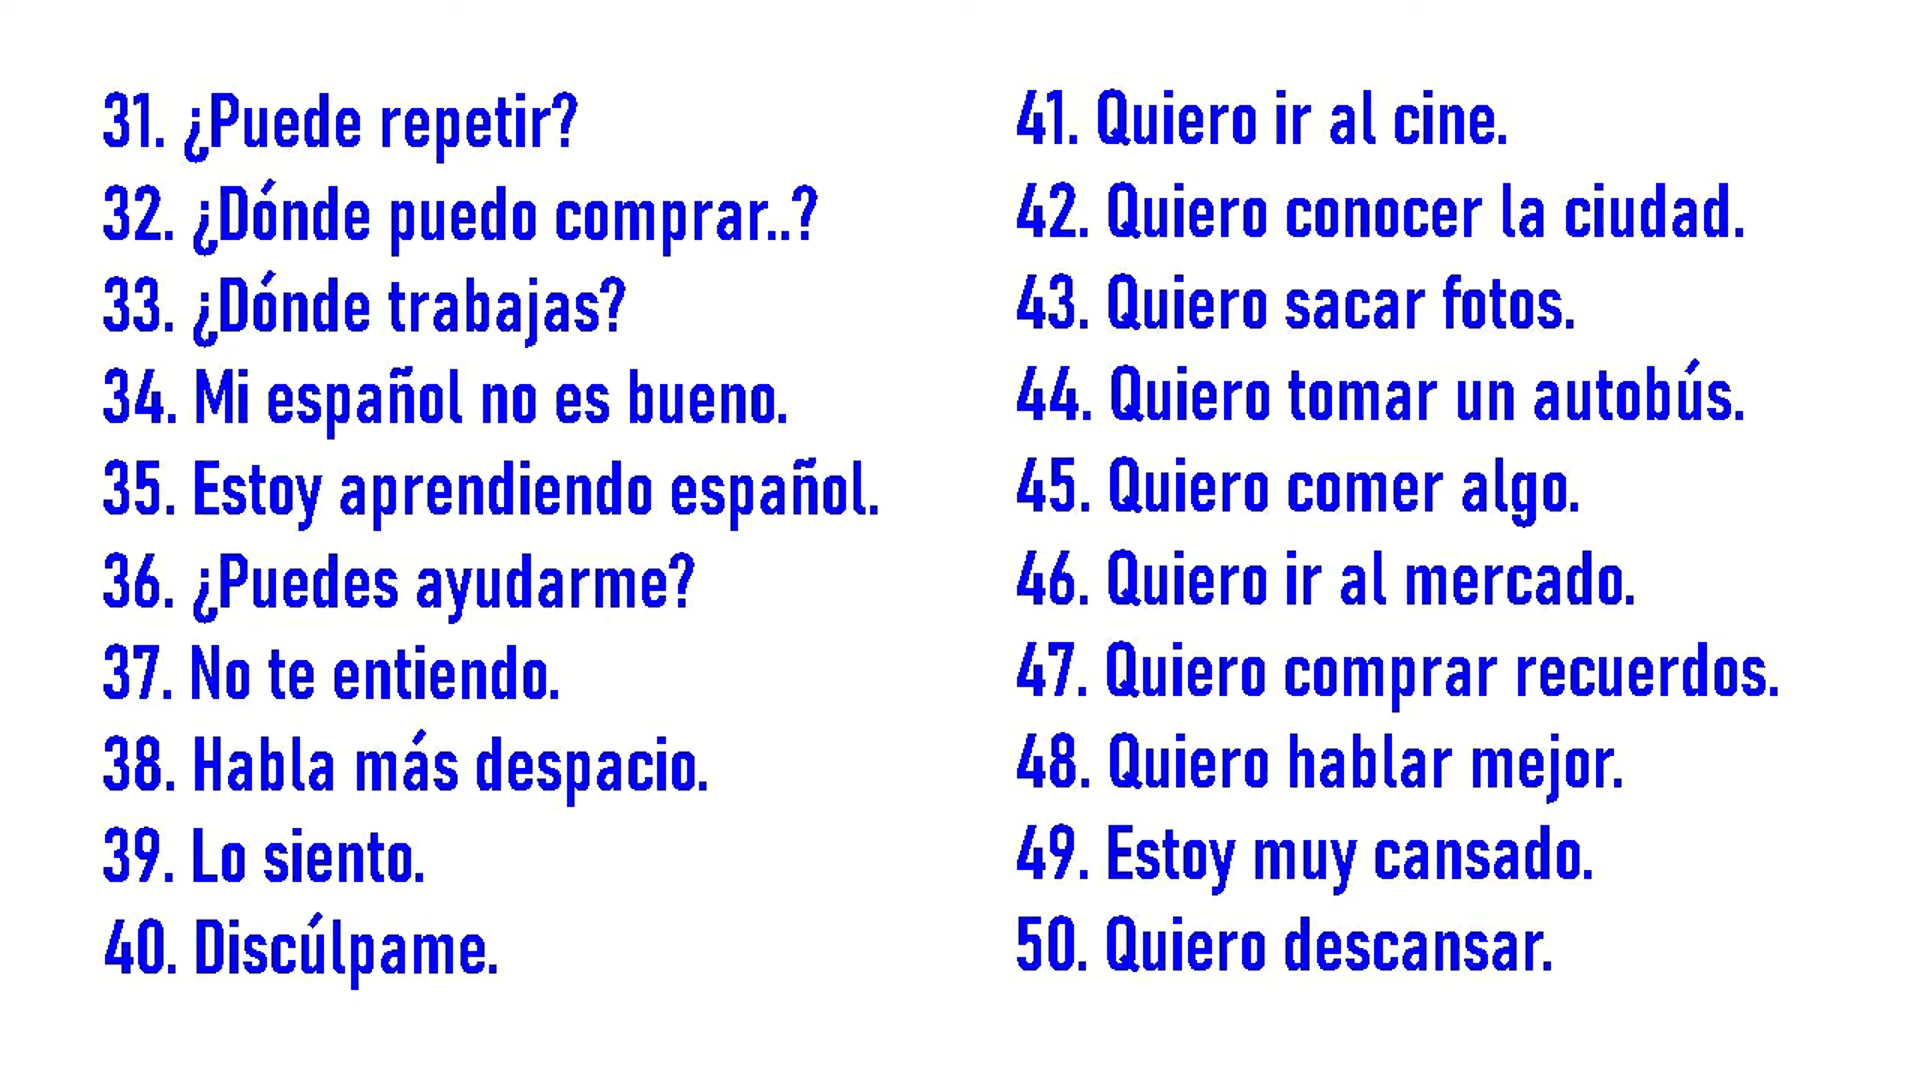 31. ¿Puede repetir?
32. ¿Dónde puedo comprar..?
33. ¿Dónde trabajas?
34. Mi español no es bueno.
35. Estoy aprendiendo español.
36. ¿Puedes ayudarme?
37. No te entiendo.
38. Habla más despacio.
39. Lo siento.
40. Discúlpame.
41. Quiero ir al cine.
42. Quiero conocer la ciudad.
43. Quiero sacar fotos.
44. Quiero tomar un autobús.
45. Quiero comer algo.
46. Quiero ir al mercado.
47. Quiero comprar recuerdos.
48. Quiero hablar mejor.
49. Estoy muy cansado.
50. Quiero descansar.